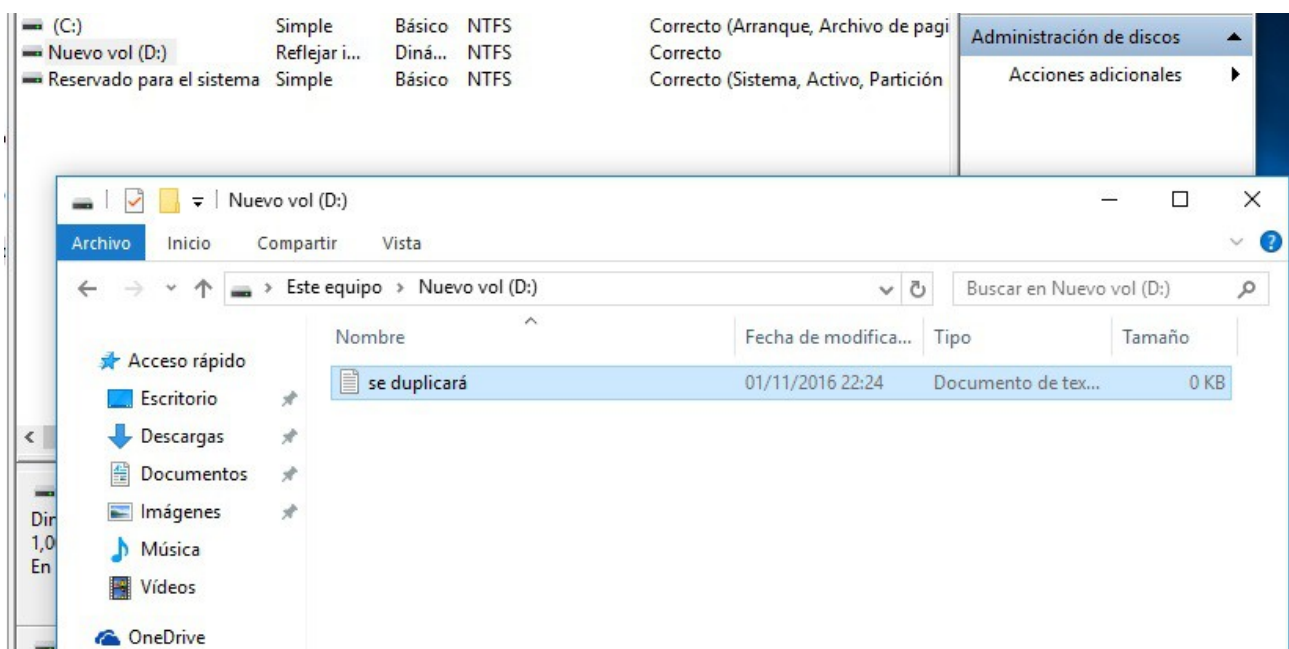 (C:) Simple Básico NTFS Correcto (Arranque, Archivo de pagi
Nuevo vol (D:) Reflejar i... Diná... NTFS Correcto
Reservado para el sistema Simple Básico NTFS Correcto (Sistema, Activo, Partición
Administración de discos
Acciones adicionales
Nuevo vol (D:)
Archivo Inicio Compartir Vista
Este equipo Nuevo vol (D:) Buscar en Nuevo vol (D:)
Nombre Fecha de modifica... Tipo Tamaño
se duplicará 01/11/2016 22:24 Documento de tex... 0 KB
Acceso rápido
Escritorio
Descargas
Documentos
Imágenes
Música
Vídeos
OneDrive
Din
1,0
En